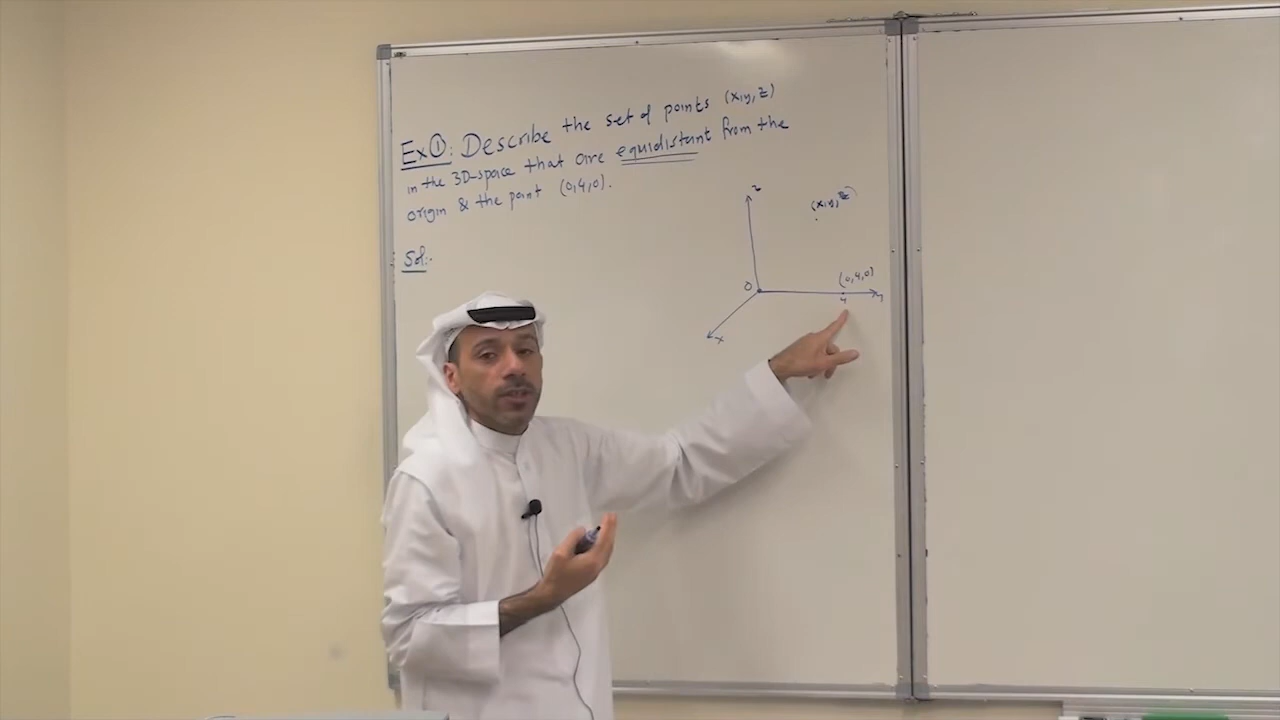 Ex①: Describe the set of points (x,y,z)
in the 3D-space that are equidistant from the
origin & the point (0,4,0).
Sol:-
z
(x,y,z)
(0,4,0)
O
4
y
x